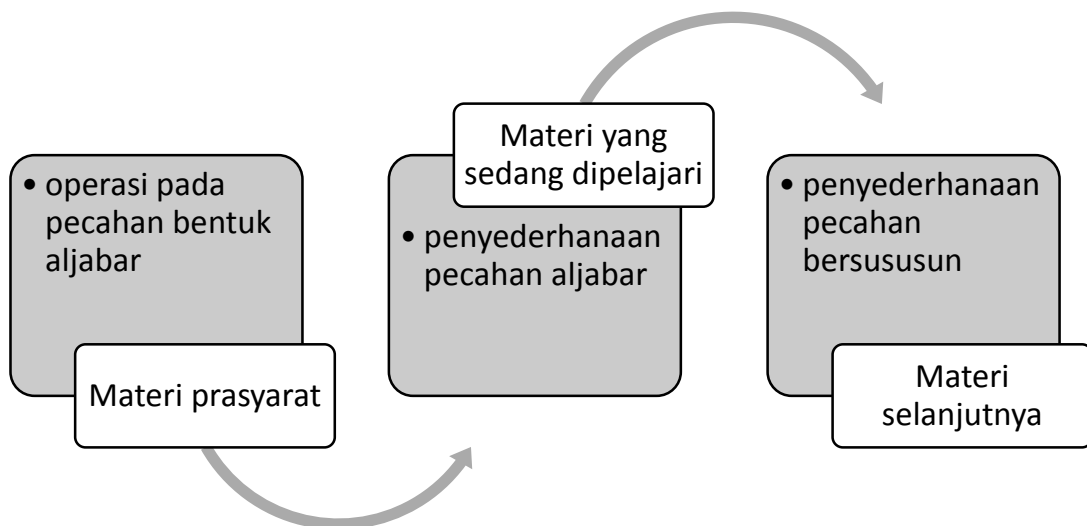 • operasi pada
pecahan bentuk
aljabar
Materi prasyarat
Materi yang
sedang dipelajari
• penyederhanaan
pecahan aljabar
• penyederhanaan
pecahan
bersususun
Materi
selanjutnya